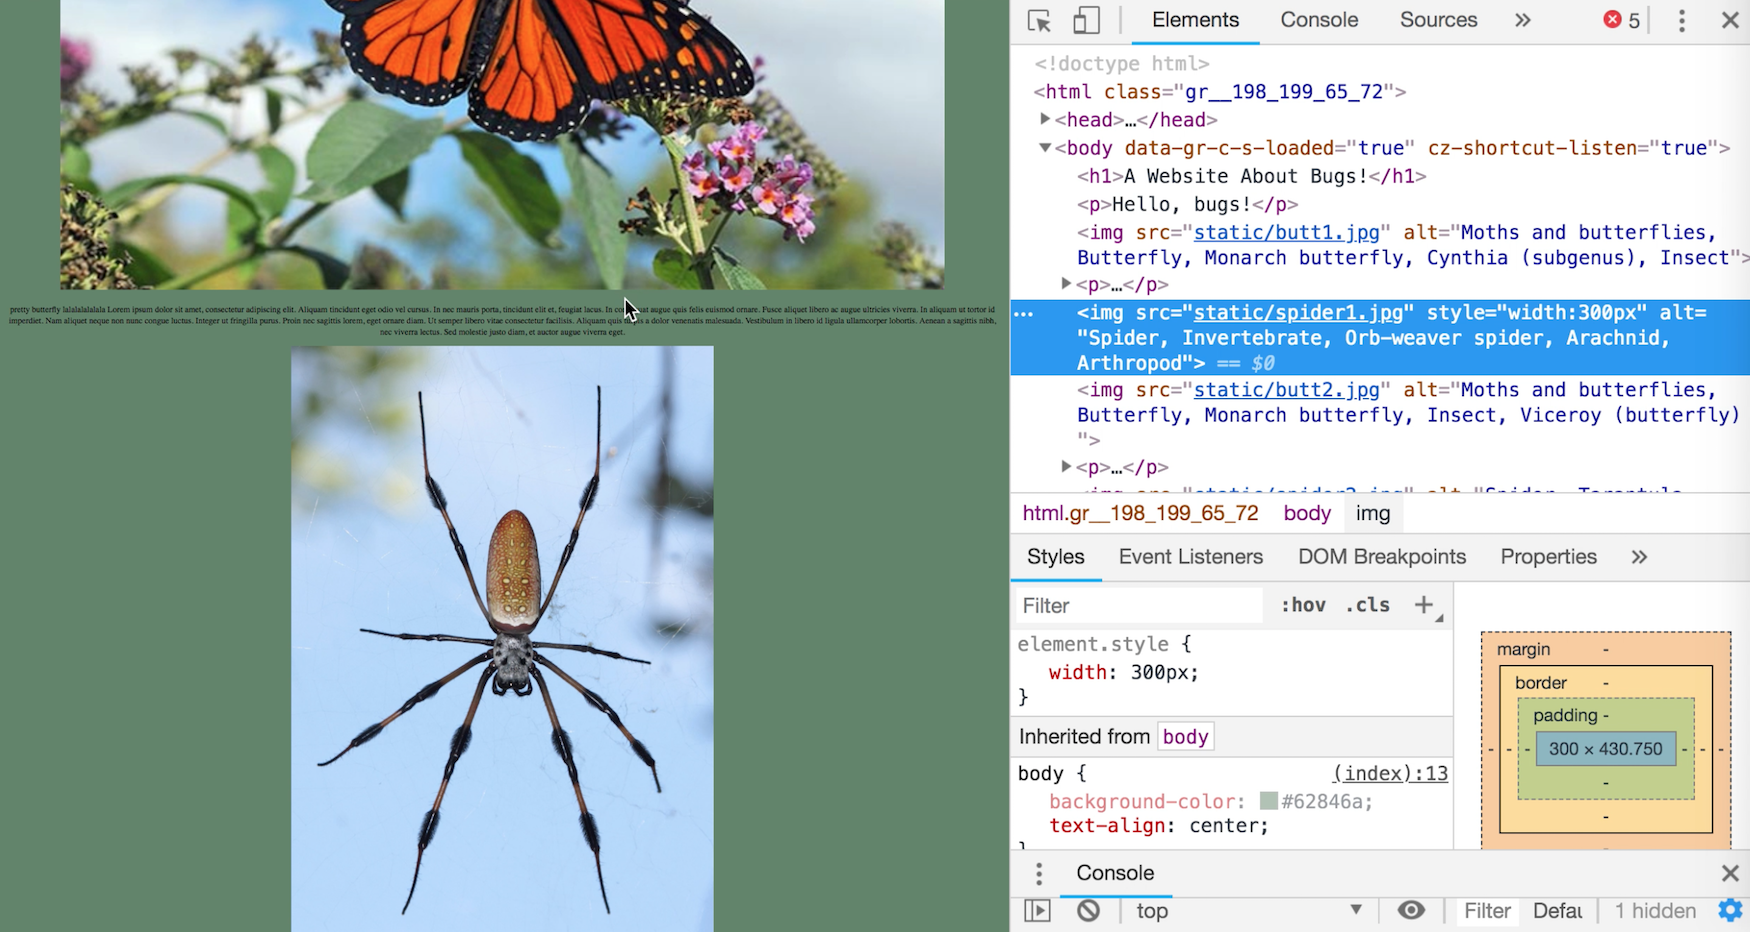 pretty butterfly lalalalalalala Lorem ipsum dolor sit amet, consectetur adipiscing elit. Aliquam tincidunt eget odio vel cursus. In nec mauris porta, tincidunt elit et, feugiat lacus. In augue quis felis euismod ornare. Fusce aliquet libero ac augue ultricies viverra. In aliquam ut tortor id
imperdiet. Nam aliquet neque non nunc congue luctus. Integer ut fringilla purus. Proin nec sagittis lorem, eget ornare diam. Ut semper libero vitae consectetur facilisis. Aliquam quis a dolor venenatis malesuada. Vestibulum in libero id ligula ullamcorper lobortis. Aenean a sagittis nibh,
nec viverra lectus. Sed molestie justo diam, et auctor augue viverra eget.
Elements Console Sources » 5
<!doctype html>
<html class="gr__198_199_65_72">
<head>…</head>
<body data-gr-c-s-loaded="true" cz-shortcut-listen="true">
<h1>A Website About Bugs!</h1>
<p>Hello, bugs!</p>
<img src="static/butt1.jpg" alt="Moths and butterflies,
Butterfly, Monarch butterfly, Cynthia (subgenus), Insect">
<p>…</p>
<img src="static/spider1.jpg" style="width:300px" alt=
"Spider, Invertebrate, Orb-weaver spider, Arachnid,
Arthropod"> == $0
<img src="static/butt2.jpg" alt="Moths and butterflies,
Butterfly, Monarch butterfly, Insect, Viceroy (butterfly)
">
<p>…</p>
html.gr__198_199_65_72 body img
Styles Event Listeners DOM Breakpoints Properties »
Filter :hov .cls +
element.style {
width: 300px;
}
Inherited from body
body { (index):13
background-color: #62846a;
text-align: center;
}
margin -
border -
padding -
- - - 300 × 430.750 - - -
-
-
Console
top Filter Defau 1 hidden